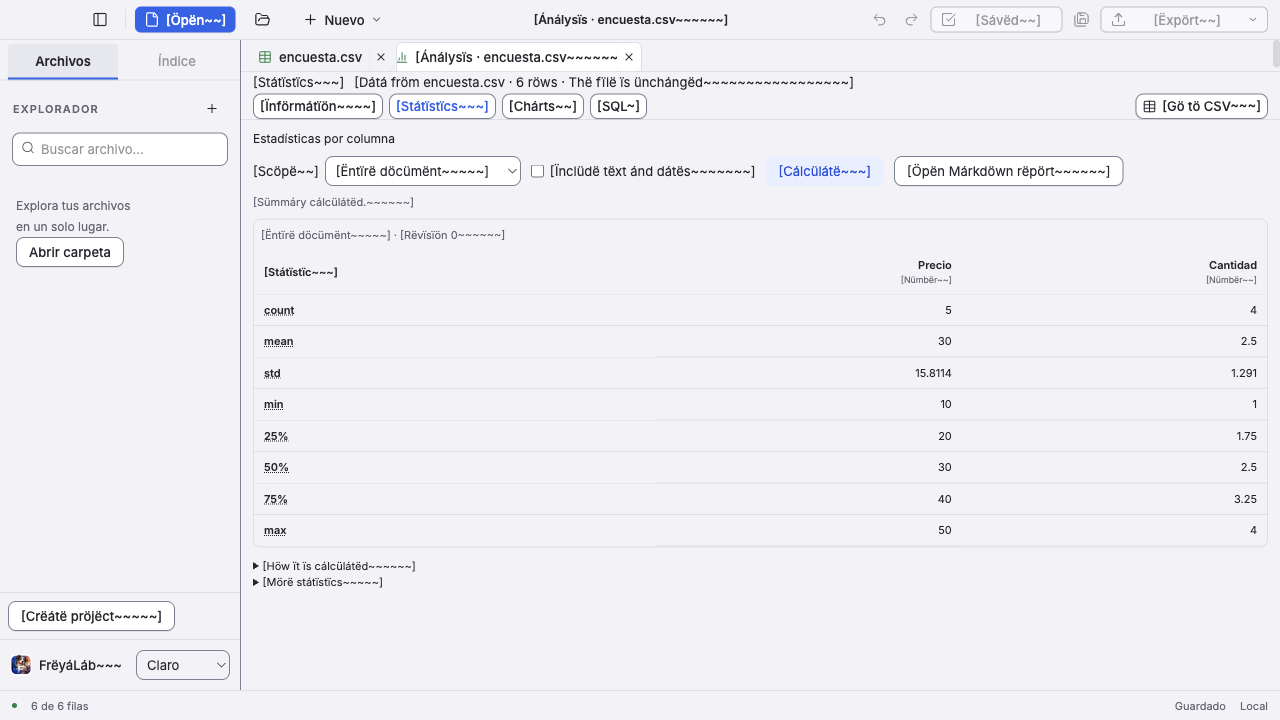 [Öpën~~]
Nuevo
[Ánálysïs · encuesta.csv~~~~~~]
[Sávëd~~]
[Ëxpört~~]
Archivos
Índice
encuesta.csv
[Ánálysïs · encuesta.csv~~~~~~
EXPLORADOR
Buscar archivo...
Explora tus archivos
en un solo lugar.
Abrir carpeta
[Státïstïcs~~~] [Dátá fröm encuesta.csv · 6 röws · Thë fïlë ïs ünchángëd~~~~~~~~~~~~~~~~]
[Ïnförmátïön~~~~]
[Státïstïcs~~~]
[Chárts~~]
[SQL~]
[Gö tö CSV~~~]
Estadísticas por columna
[Scöpë~~] [Ëntïrë döcümënt~~~~~] [Ïnclüdë tëxt ánd dátës~~~~~~~] [Cálcülátë~~~] [Öpën Márkdöwn rëpört~~~~~~]
[Sümmáry cálcülátëd.~~~~~~]
[Ëntïrë döcümënt~~~~~] · [Rëvïsïön 0~~~~~~]
[Státïstïc~~~] Precio [Nümbër~~] Cantidad [Nümbër~~]
count 5 4
mean 30 2.5
std 15.8114 1.291
min 10 1
25% 20 1.75
50% 30 2.5
75% 40 3.25
max 50 4
[Höw ït ïs cálcülátëd~~~~~~]
[Mörë státïstïcs~~~~~]
[Crëátë pröjëct~~~~~]
FrëyáLáb~~~
Claro
6 de 6 filas
Guardado
Local